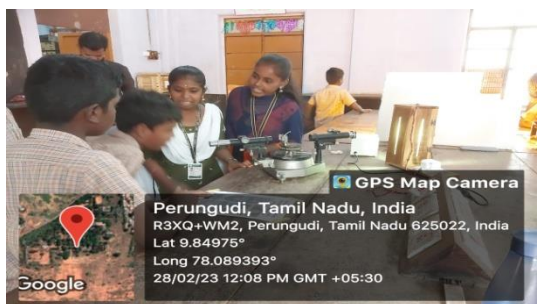 GPS Map Camera
Perungudi, Tamil Nadu, India
R3XQ+WM2, Perungudi, Tamil Nadu 625022, India
Lat 9.84975°
Long 78.089393°
28/02/23 12:08 PM GMT +05:30
Google